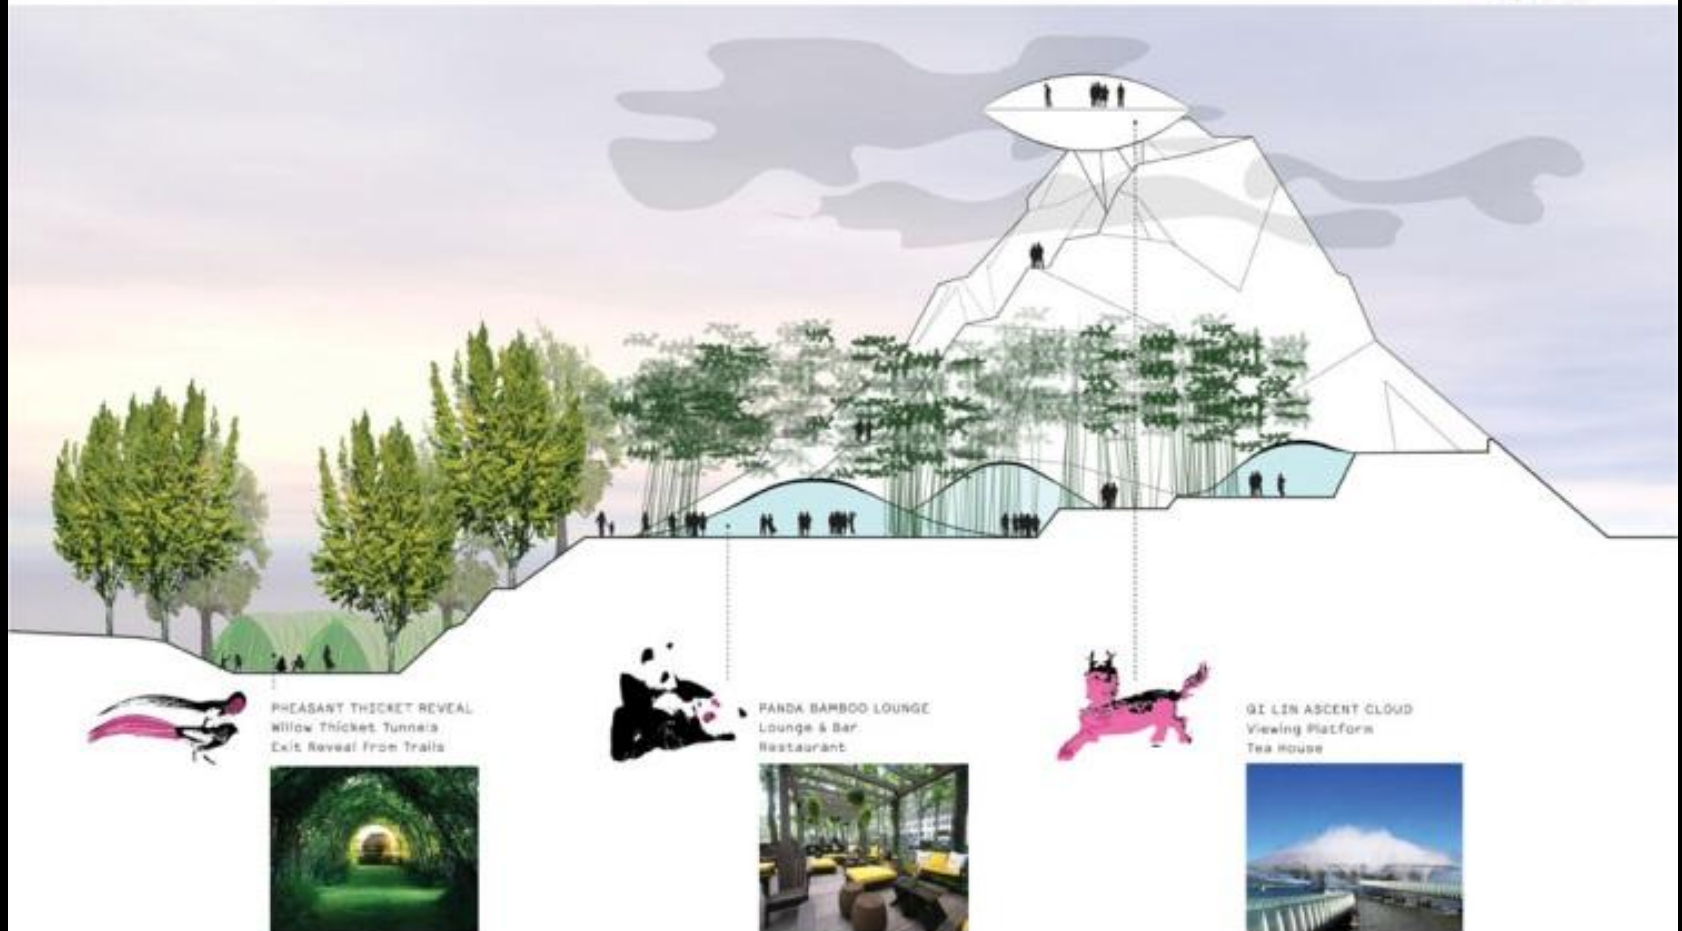 PHEASANT THICKET REVEAL
Willow Thicket Tunnels
Exit Reveal From Trails
PANDA BAMBOO LOUNGE
Lounge & Bar
Restaurant
QI LIN ASCENT CLOUD
Viewing Platform
Tea House